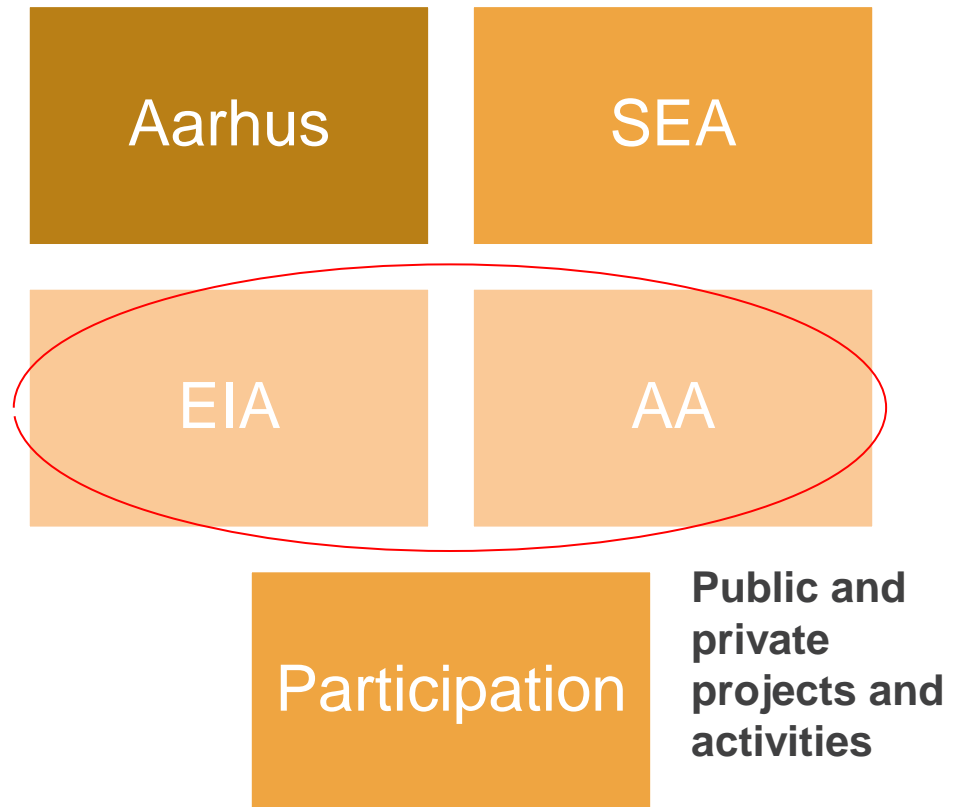 Aarhus
SEA
EIA
AA
Participation
Public and
private
projects and
activities